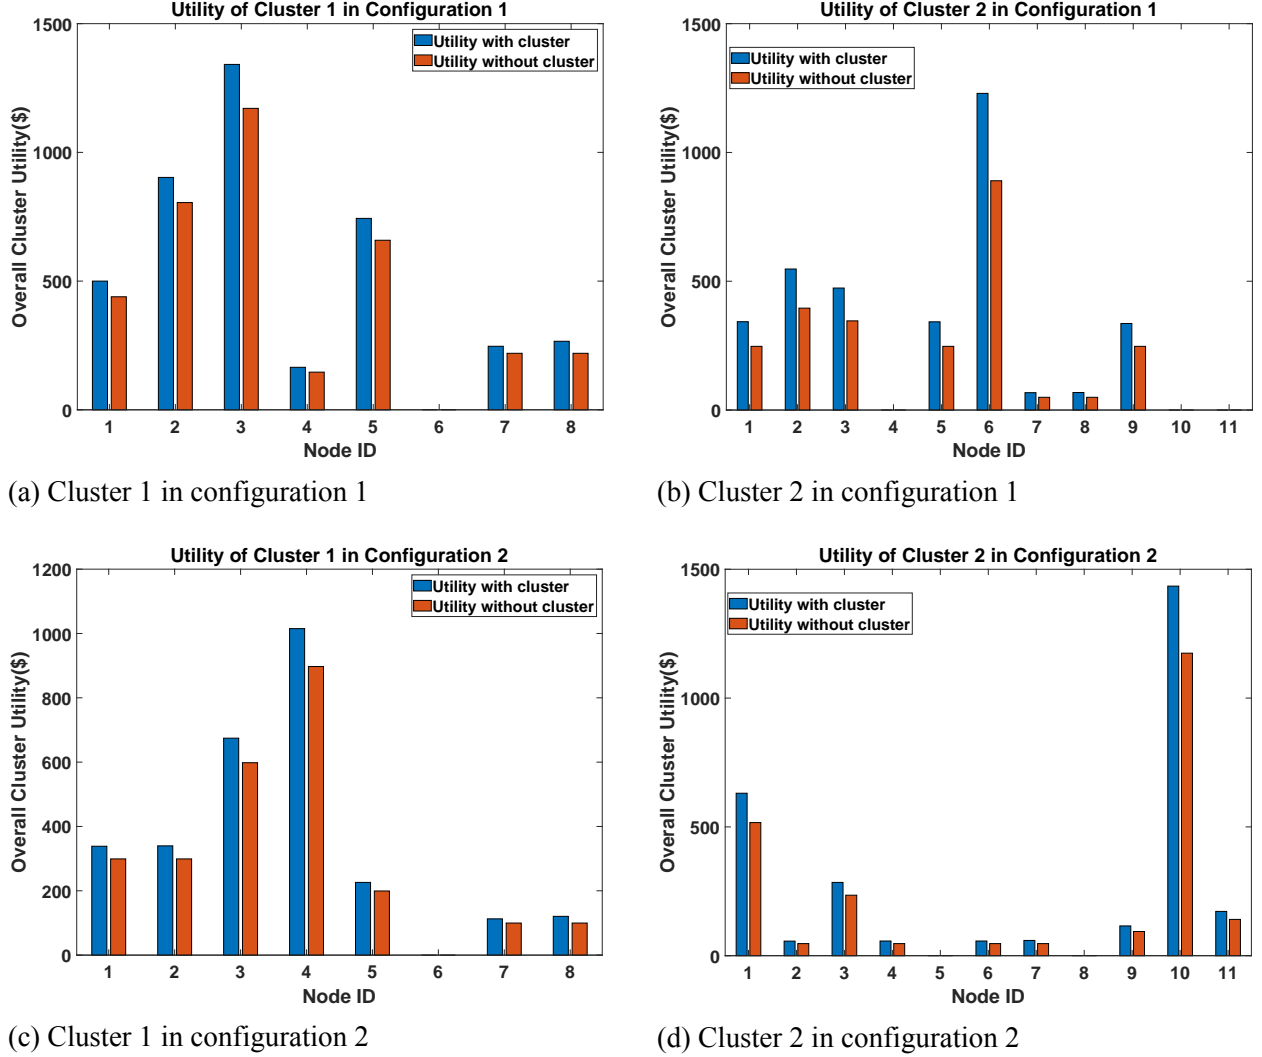 Utility of Cluster 1 in Configuration 1
Utility with cluster
Utility without cluster
Overall Cluster Utility($)
1500
1000
500
0
1 2 3 4 5 6 7 8
Node ID
(a) Cluster 1 in configuration 1
Utility of Cluster 2 in Configuration 1
Utility with cluster
Utility without cluster
Overall Cluster Utility($)
1500
1000
500
0
1 2 3 4 5 6 7 8 9 10 11
Node ID
(b) Cluster 2 in configuration 1
Utility of Cluster 1 in Configuration 2
Utility with cluster
Utility without cluster
Overall Cluster Utility($)
1200
1000
800
600
400
200
0
1 2 3 4 5 6 7 8
Node ID
(c) Cluster 1 in configuration 2
Utility of Cluster 2 in Configuration 2
Utility with cluster
Utility without cluster
Overall Cluster Utility($)
1500
1000
500
0
1 2 3 4 5 6 7 8 9 10 11
Node ID
(d) Cluster 2 in configuration 2